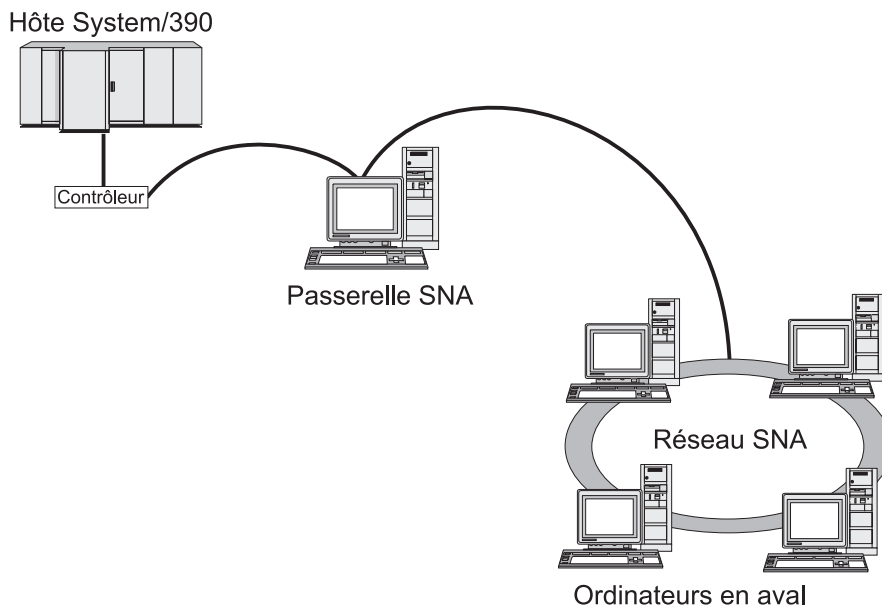 Hôte System/390
Contrôleur
Passerelle SNA
Réseau SNA
Ordinateurs en aval